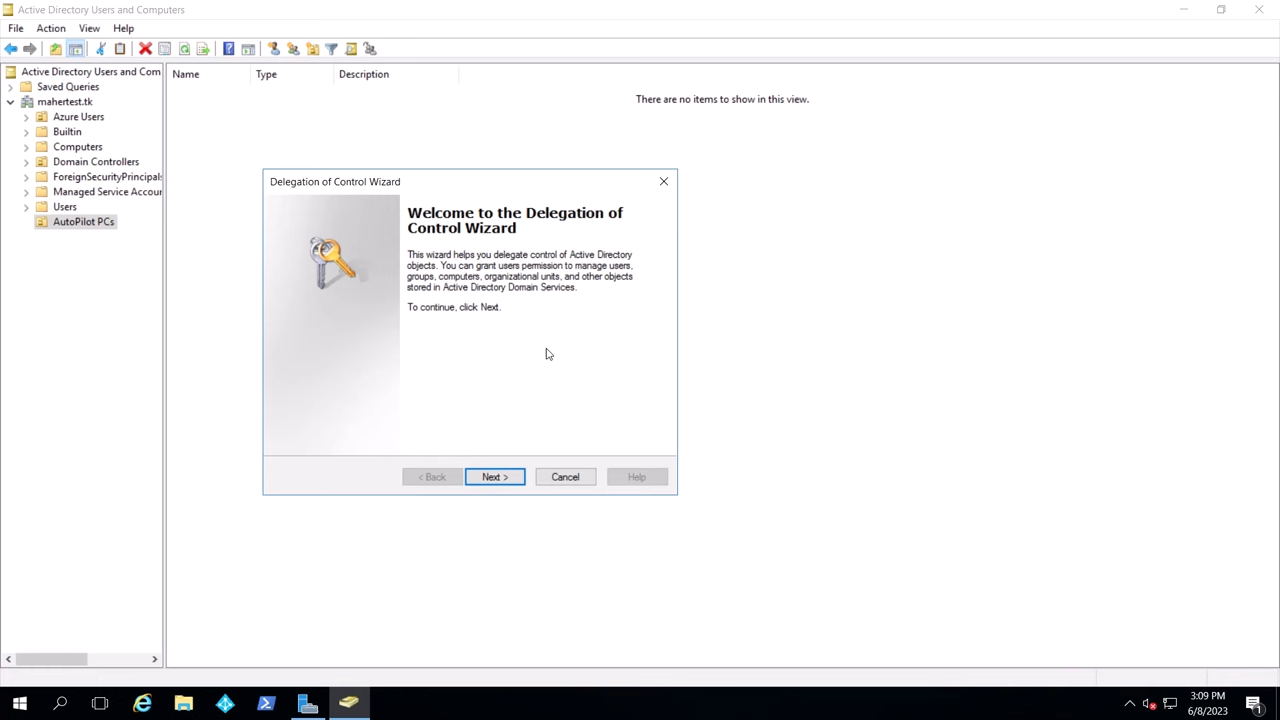 Active Directory Users and Computers
File Action View Help
Active Directory Users and Com
Saved Queries
mahertest.tk
Azure Users
Builtin
Computers
Domain Controllers
ForeignSecurityPrincipals
Managed Service Accour
Users
AutoPilot PCs
Name Type Description
There are no items to show in this view.
Delegation of Control Wizard
Welcome to the Delegation of
Control Wizard
This wizard helps you delegate control of Active Directory
objects. You can grant users permission to manage users,
groups, computers, organizational units, and other objects
stored in Active Directory Domain Services.
To continue, click Next.
< Back Next > Cancel Help
3:09 PM
6/8/2023
1